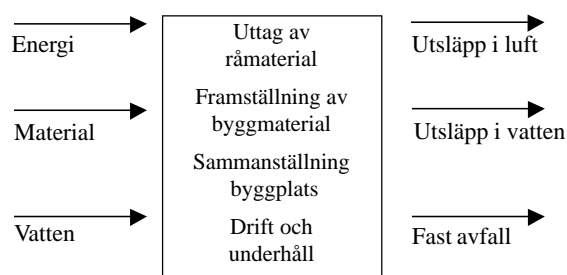 Energi
Material
Vatten
Uttag av
råmaterial
Framställning av
byggmaterial
Sammanställning
byggplats
Drift och
underhåll
Utsläpp i luft
Utsläpp i vatten
Fast avfall